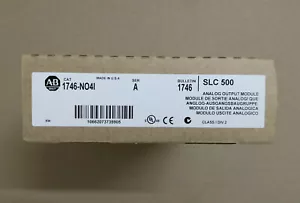 AB
CAT
1746-NO4I
MADE IN U.S.A.
SER
A
BULLETIN
1746
SLC 500
ANALOG OUTPUT MODULE
MODULE DE SORTIE ANALOGIQUE
ANALOG-AUSGANGSBAUGRUPPE
MODULO SALIDA ANALOGICO
MODULO USCITE ANALOGICO
CLASS I DIV 2